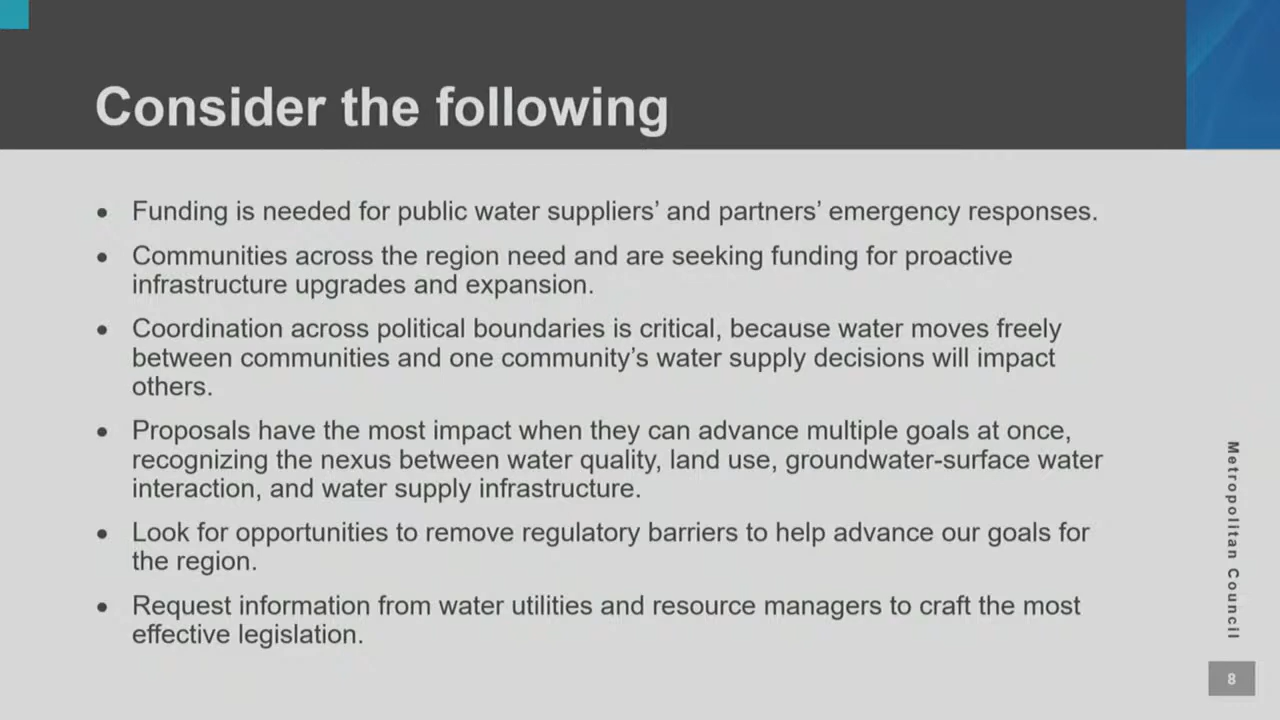 Consider the following
• Funding is needed for public water suppliers’ and partners’ emergency responses.
• Communities across the region need and are seeking funding for proactive
infrastructure upgrades and expansion.
• Coordination across political boundaries is critical, because water moves freely
between communities and one community’s water supply decisions will impact
others.
• Proposals have the most impact when they can advance multiple goals at once,
recognizing the nexus between water quality, land use, groundwater-surface water
interaction, and water supply infrastructure.
• Look for opportunities to remove regulatory barriers to help advance our goals for
the region.
• Request information from water utilities and resource managers to craft the most
effective legislation.
Metropolitan Council
8